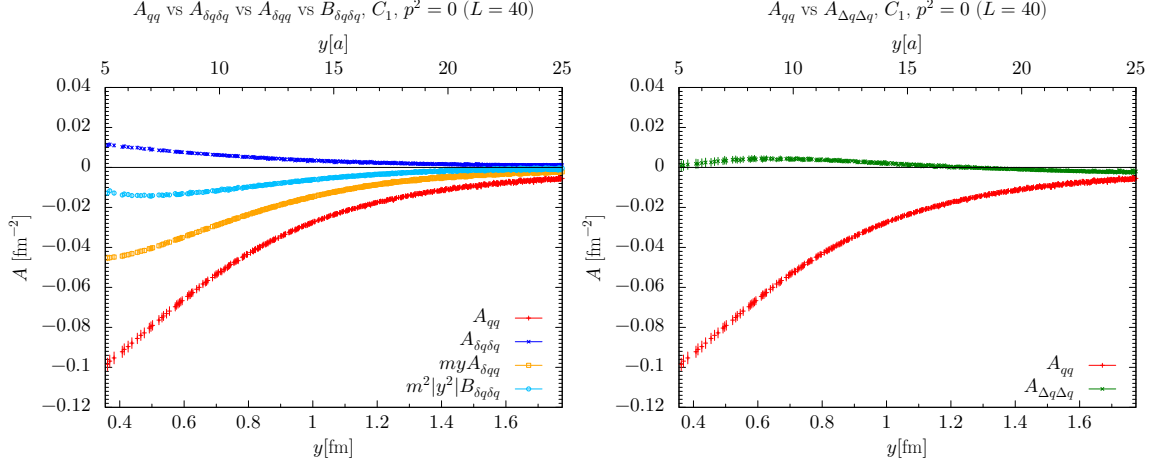 A_{qq} vs A_{δqδq} vs A_{δqq} vs B_{δqδq}, C_1, p^2 = 0 (L = 40)
y[a]
5 10 15 20 25
0.04
0.02
0
−0.02
−0.04
−0.06
−0.08
−0.1
−0.12
A [fm^{−2}]
A_{qq}
A_{δqδq}
myA_{δqq}
m^2|y^2|B_{δqδq}
0.4 0.6 0.8 1 1.2 1.4 1.6
y[fm]
A_{qq} vs A_{ΔqΔq}, C_1, p^2 = 0 (L = 40)
y[a]
5 10 15 20 25
0.04
0.02
0
−0.02
−0.04
−0.06
−0.08
−0.1
−0.12
A [fm^{−2}]
A_{qq}
A_{ΔqΔq}
0.4 0.6 0.8 1 1.2 1.4 1.6
y[fm]